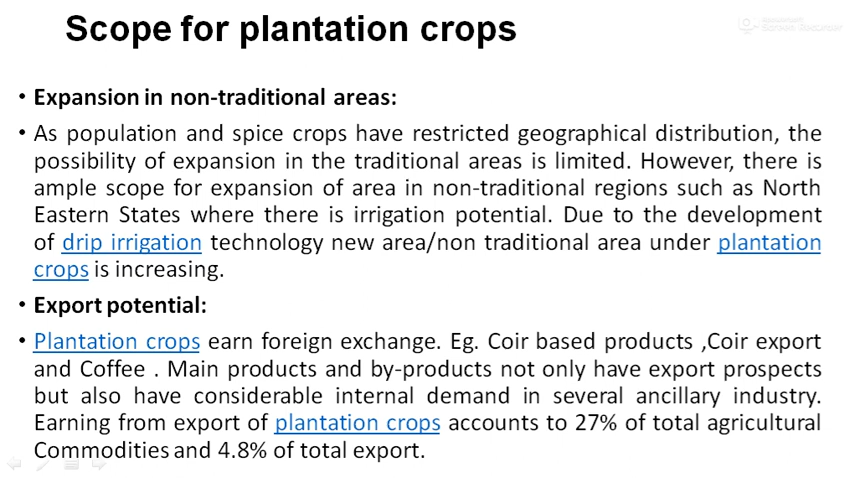 Scope for plantation crops
• Expansion in non-traditional areas:
• As population and spice crops have restricted geographical distribution, the
possibility of expansion in the traditional areas is limited. However, there is
ample scope for expansion of area in non-traditional regions such as North
Eastern States where there is irrigation potential. Due to the development
of drip irrigation technology new area/non traditional area under plantation
crops is increasing.
• Export potential:
• Plantation crops earn foreign exchange. Eg. Coir based products ,Coir export
and Coffee . Main products and by-products not only have export prospects
but also have considerable internal demand in several ancillary industry.
Earning from export of plantation crops accounts to 27% of total agricultural
Commodities and 4.8% of total export.